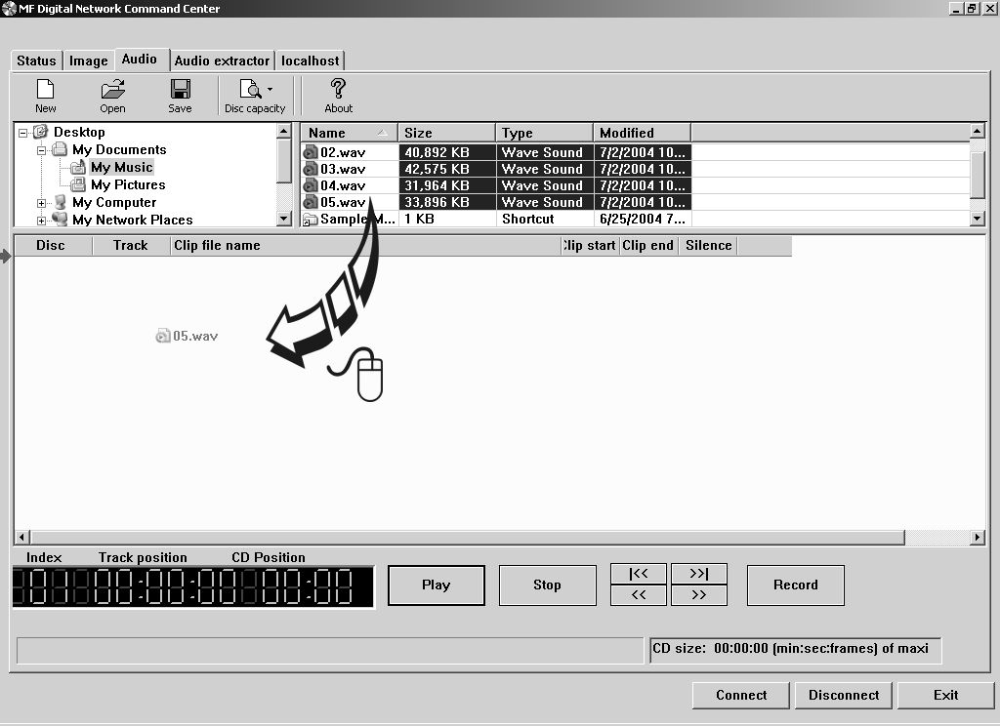 MF Digital Network Command Center
Status Image Audio Audio extractor localhost
New Open Save Disc capacity About
Desktop
My Documents
My Music
My Pictures
My Computer
My Network Places
Name Size Type Modified
02.wav 40,892 KB Wave Sound 7/2/2004 10...
03.wav 42,575 KB Wave Sound 7/2/2004 10...
04.wav 31,964 KB Wave Sound 7/2/2004 10...
05.wav 33,896 KB Wave Sound 7/2/2004 10...
Sample M... 1 KB Shortcut 6/25/2004 7...
Disc Track Clip file name Clip start Clip end Silence
05.wav
Index Track position CD Position
00:00:00 00:00
Play Stop |<< >>| Record
<< >>
CD size: 00:00:00 (min:sec:frames) of maxi
Connect Disconnect Exit